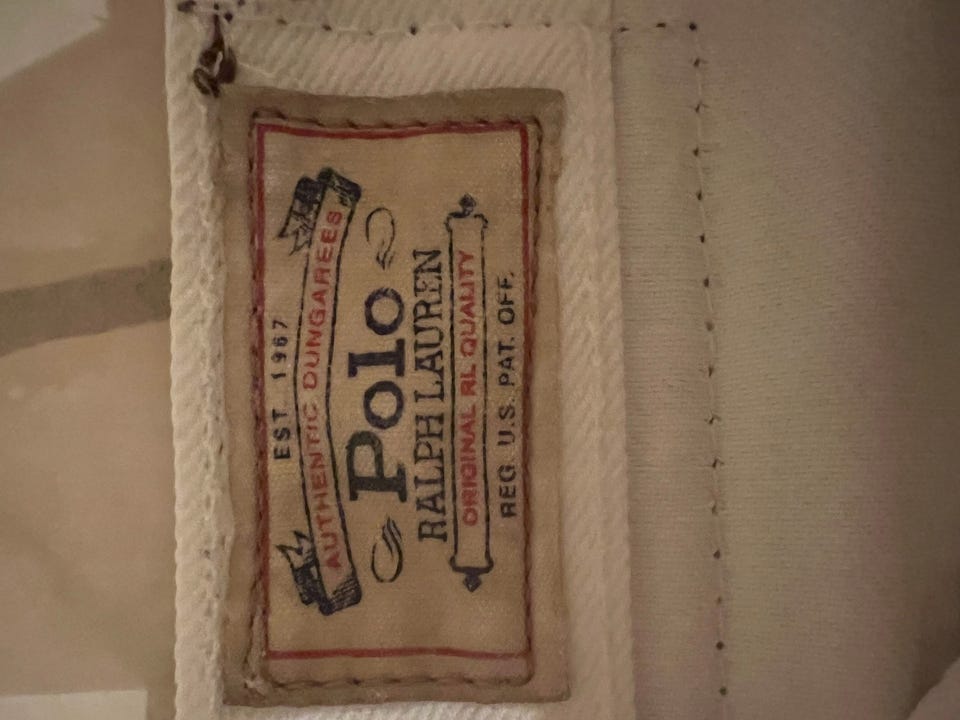 EST 1967
AUTHENTIC DUNGAREES
Polo
RALPH LAUREN
ORIGINAL RL QUALITY
REG. U.S. PAT. OFF.